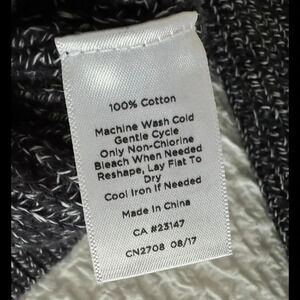 100% Cotton
Machine Wash Cold
Gentle Cycle
Only Non-Chlorine
Bleach When Needed
Reshape, Lay Flat To
Dry
Cool Iron If Needed
Made In China
CA #23147
CN2708 08/17